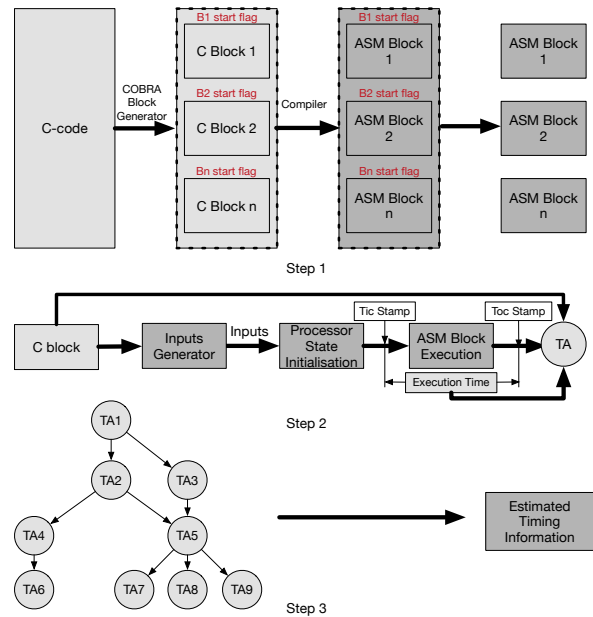 B1 start flag
B1 start flag
C Block 1
ASM Block
1
ASM Block
1
COBRA
Block
Generator
C-code
B2 start flag
Compiler
B2 start flag
C Block 2
ASM Block
2
ASM Block
2
Bn start flag
Bn start flag
C Block n
ASM Block
n
ASM Block
n
Step 1
Tic Stamp
Toc Stamp
C block
Inputs
Generator
Inputs
Processor
State
Initialisation
ASM Block
Execution
TA
Execution Time
Step 2
TA1
TA2
TA3
TA4
TA5
TA6
TA7
TA8
TA9
Estimated
Timing
Information
Step 3